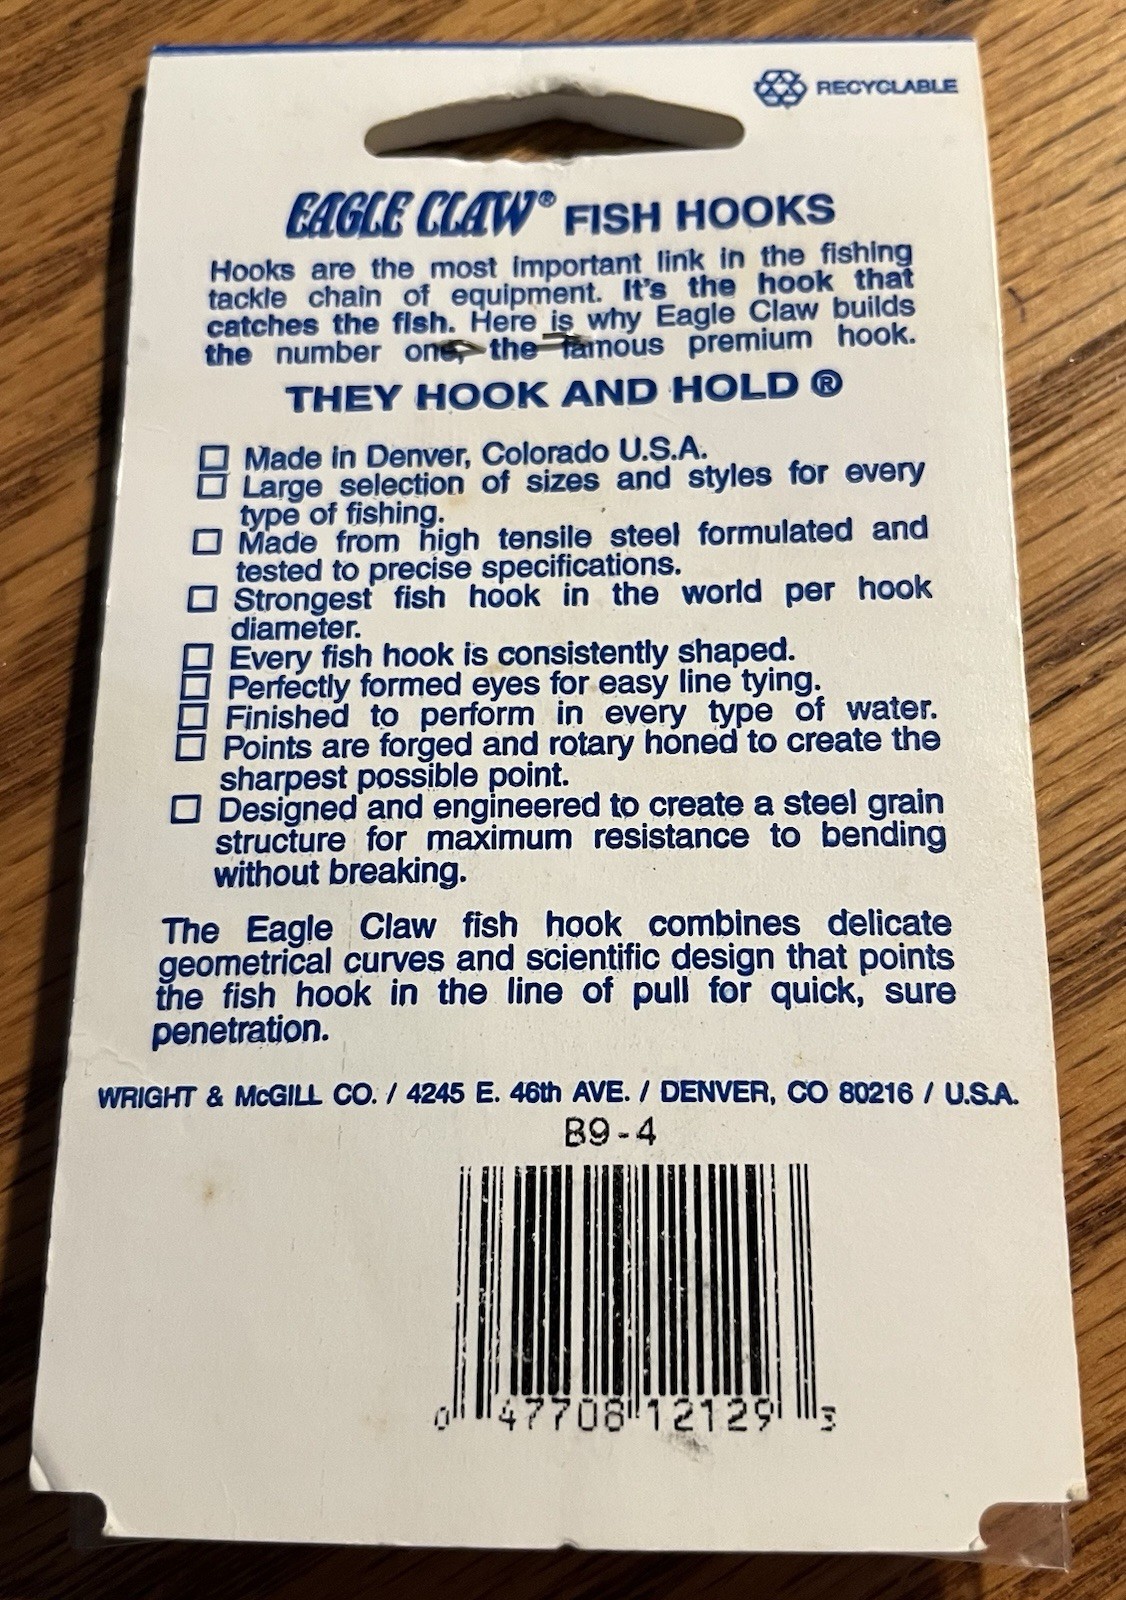 RECYCLABLE
EAGLE CLAW® FISH HOOKS
Hooks are the most important link in the fishing
tackle chain of equipment. It's the hook that
catches the fish. Here is why Eagle Claw builds
the number one, the famous premium hook.
THEY HOOK AND HOLD ®
☐ Made in Denver, Colorado U.S.A.
☐ Large selection of sizes and styles for every
type of fishing.
☐ Made from high tensile steel formulated and
tested to precise specifications.
☐ Strongest fish hook in the world per hook
diameter.
☐ Every fish hook is consistently shaped.
☐ Perfectly formed eyes for easy line tying.
☐ Finished to perform in every type of water.
☐ Points are forged and rotary honed to create the
sharpest possible point.
☐ Designed and engineered to create a steel grain
structure for maximum resistance to bending
without breaking.
The Eagle Claw fish hook combines delicate
geometrical curves and scientific design that points
the fish hook in the line of pull for quick, sure
penetration.
WRIGHT & McGILL CO. / 4245 E. 46th AVE. / DENVER, CO 80216 / U.S.A.
B9-4
0 47708 12129 3